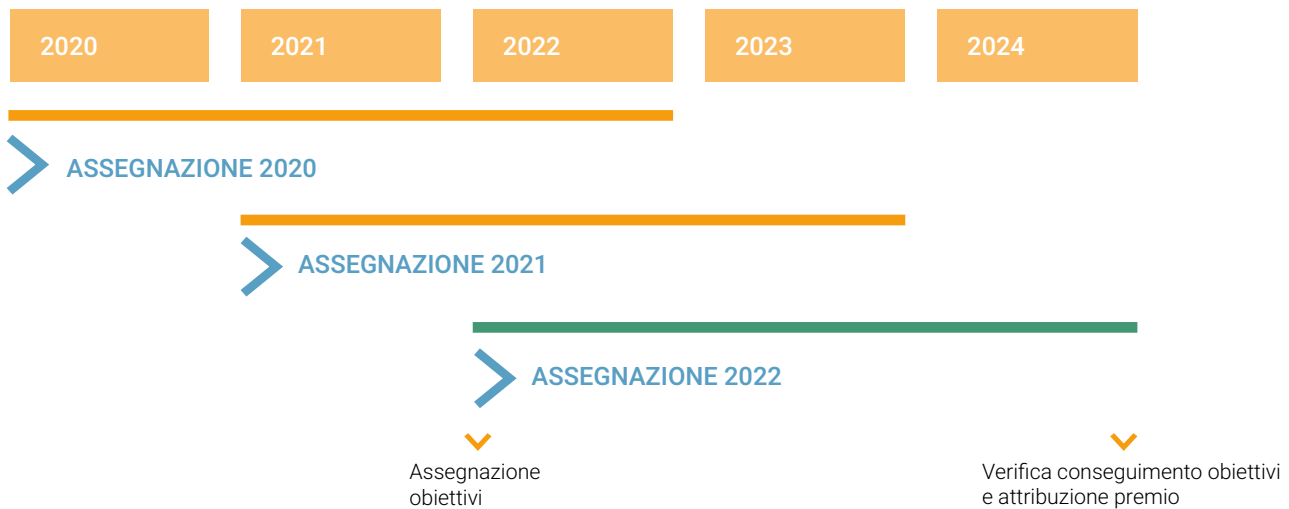 2020
2021
2022
2023
2024
ASSEGNAZIONE 2020
ASSEGNAZIONE 2021
ASSEGNAZIONE 2022
Assegnazione
obiettivi
Verifica conseguimento obiettivi
e attribuzione premio